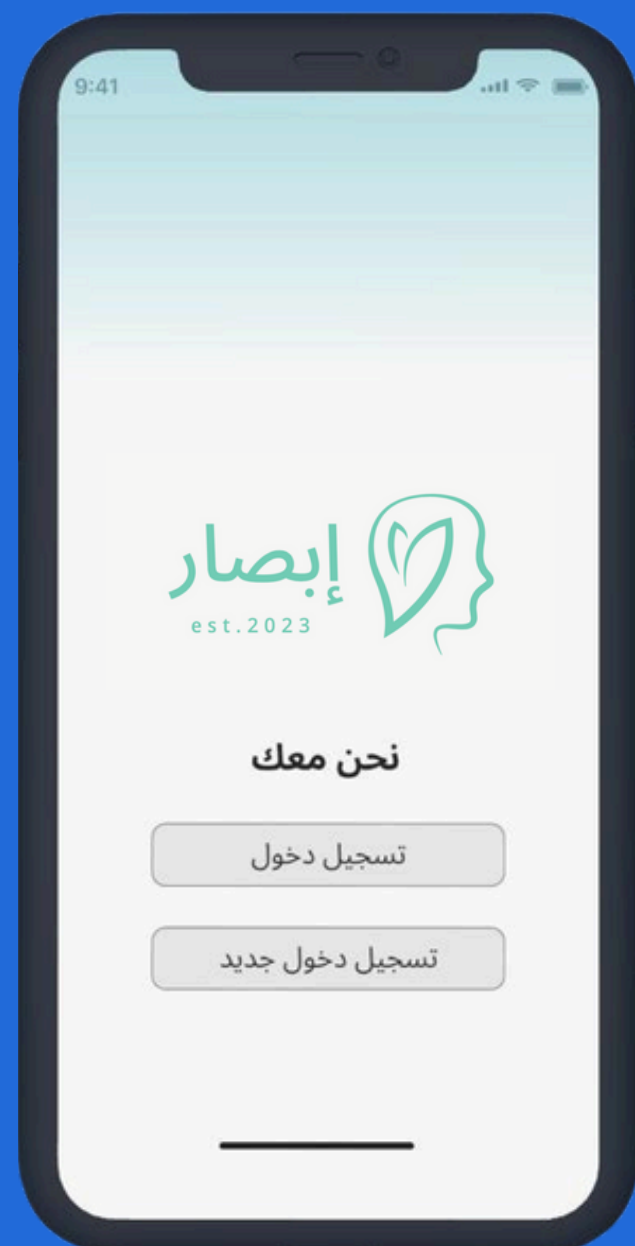 9:41
إبصار
est.2023
نحن معك
تسجيل دخول
تسجيل دخول جديد